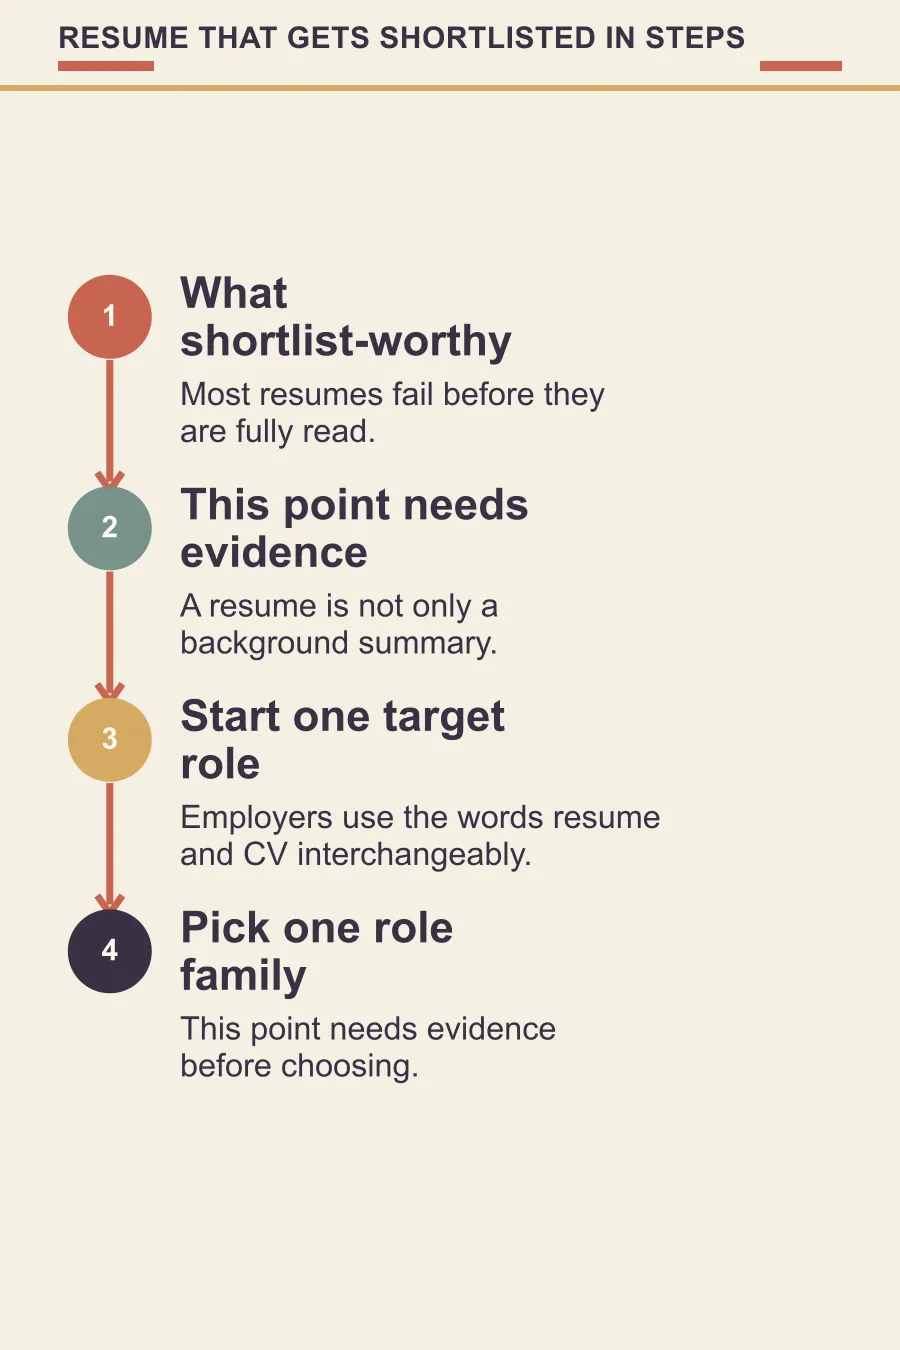 RESUME THAT GETS SHORTLISTED IN STEPS
1
What
shortlist-worthy
Most resumes fail before they
are fully read.
2
This point needs
evidence
A resume is not only a
background summary.
3
Start one target
role
Employers use the words resume
and CV interchangeably.
4
Pick one role
family
This point needs evidence
before choosing.